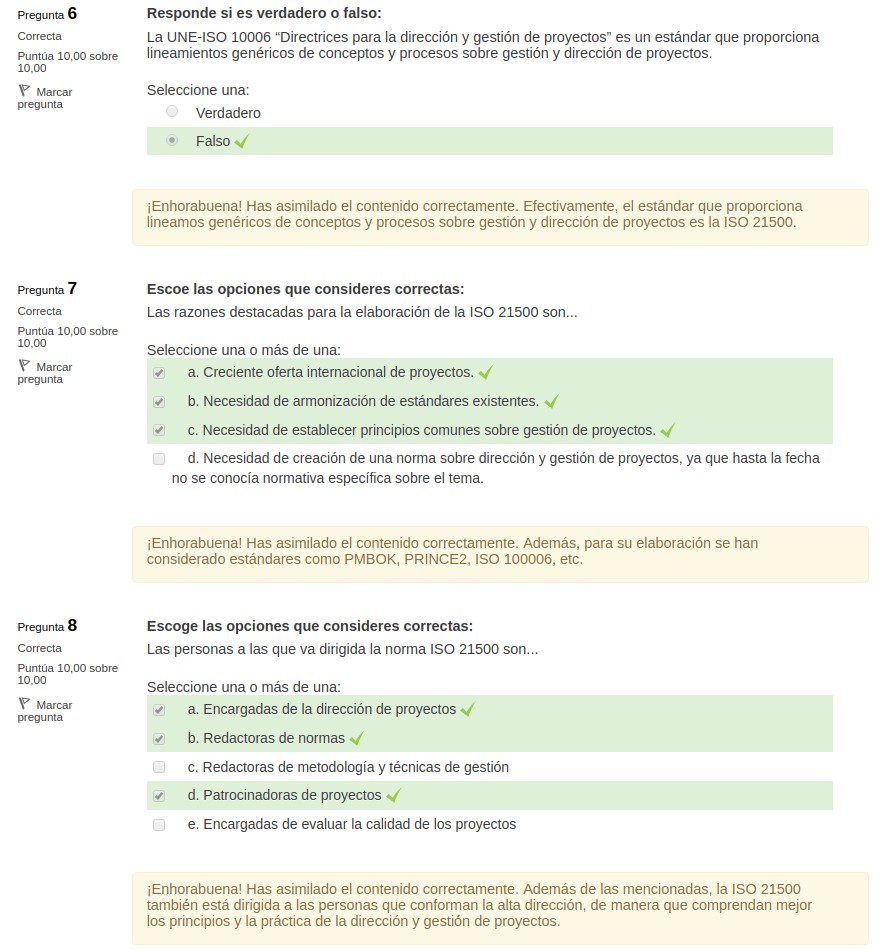 Pregunta 6
Correcta
Puntúa 10,00 sobre
10,00
Marcar
pregunta
Responde si es verdadero o falso:
La UNE-ISO 10006 “Directrices para la dirección y gestión de proyectos” es un estándar que proporciona
lineamientos genéricos de conceptos y procesos sobre gestión y dirección de proyectos.
Seleccione una:
Verdadero
Falso
¡Enhorabuena! Has asimilado el contenido correctamente. Efectivamente, el estándar que proporciona
lineamos genéricos de conceptos y procesos sobre gestión y dirección de proyectos es la ISO 21500.
Pregunta 7
Correcta
Puntúa 10,00 sobre
10,00
Marcar
pregunta
Escoe las opciones que consideres correctas:
Las razones destacadas para la elaboración de la ISO 21500 son...
Seleccione una o más de una:
a. Creciente oferta internacional de proyectos.
b. Necesidad de armonización de estándares existentes.
c. Necesidad de establecer principios comunes sobre gestión de proyectos.
d. Necesidad de creación de una norma sobre dirección y gestión de proyectos, ya que hasta la fecha
no se conocía normativa específica sobre el tema.
¡Enhorabuena! Has asimilado el contenido correctamente. Además, para su elaboración se han
considerado estándares como PMBOK, PRINCE2, ISO 100006, etc.
Pregunta 8
Correcta
Puntúa 10,00 sobre
10,00
Marcar
pregunta
Escoge las opciones que consideres correctas:
Las personas a las que va dirigida la norma ISO 21500 son...
Seleccione una o más de una:
a. Encargadas de la dirección de proyectos
b. Redactoras de normas
c. Redactoras de metodología y técnicas de gestión
d. Patrocinadoras de proyectos
e. Encargadas de evaluar la calidad de los proyectos
¡Enhorabuena! Has asimilado el contenido correctamente. Además de las mencionadas, la ISO 21500
también está dirigida a las personas que conforman la alta dirección, de manera que comprendan mejor
los principios y la práctica de la dirección y gestión de proyectos.